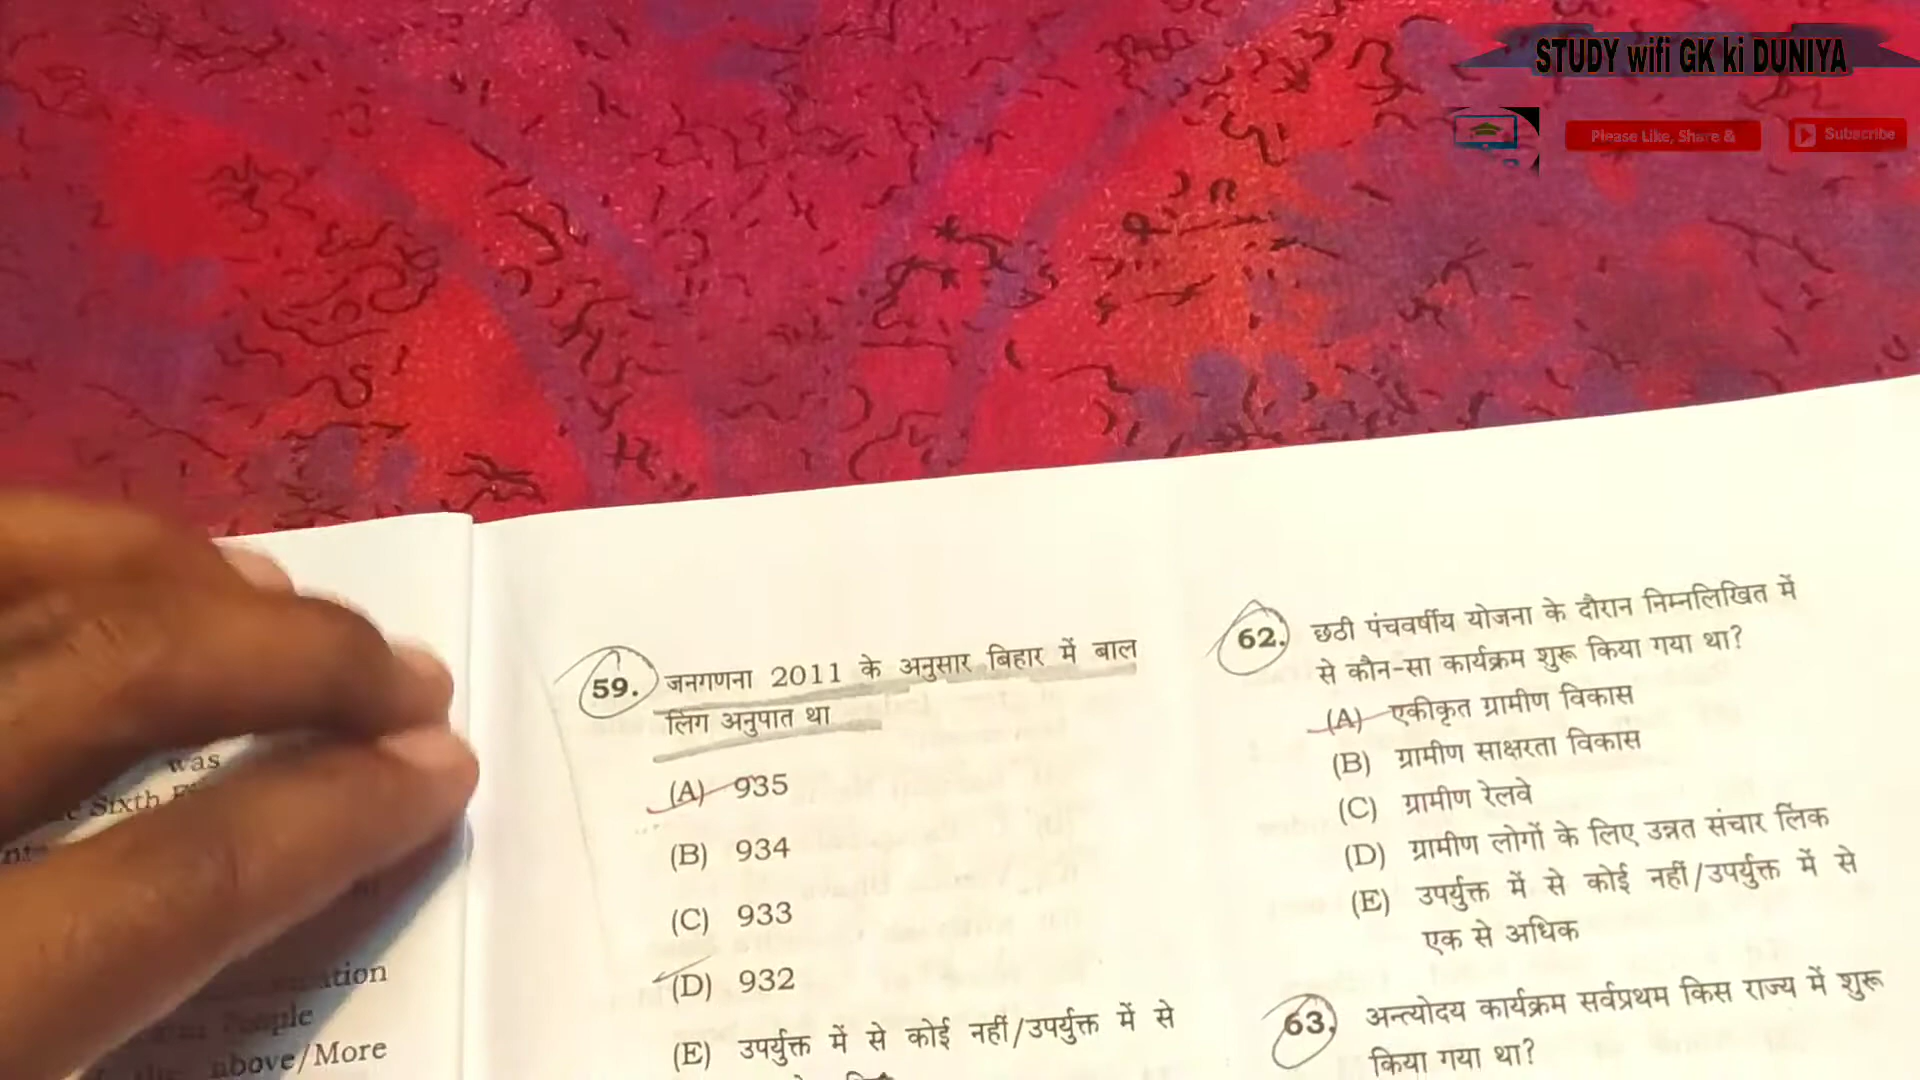 STUDY wifi GK ki DUNIYA
Please Like, Share &
Subscribe
was
Sixth
ation
above/More
59. जनगणना 2011 के अनुसार बिहार में बाल
लिंग अनुपात था
(A) 935
(B) 934
(C) 933
(D) 932
(E) उपर्युक्त में से कोई नहीं/उपर्युक्त में से
62. छठी पंचवर्षीय योजना के दौरान निम्नलिखित में
से कौन-सा कार्यक्रम शुरू किया गया था?
(A) एकीकृत ग्रामीण विकास
(B) ग्रामीण साक्षरता विकास
(C) ग्रामीण रेलवे
(D) ग्रामीण लोगों के लिए उन्नत संचार लिंक
(E) उपर्युक्त में से कोई नहीं/उपर्युक्त में से
एक से अधिक
63. अन्त्योदय कार्यक्रम सर्वप्रथम किस राज्य में शुरू
किया गया था?